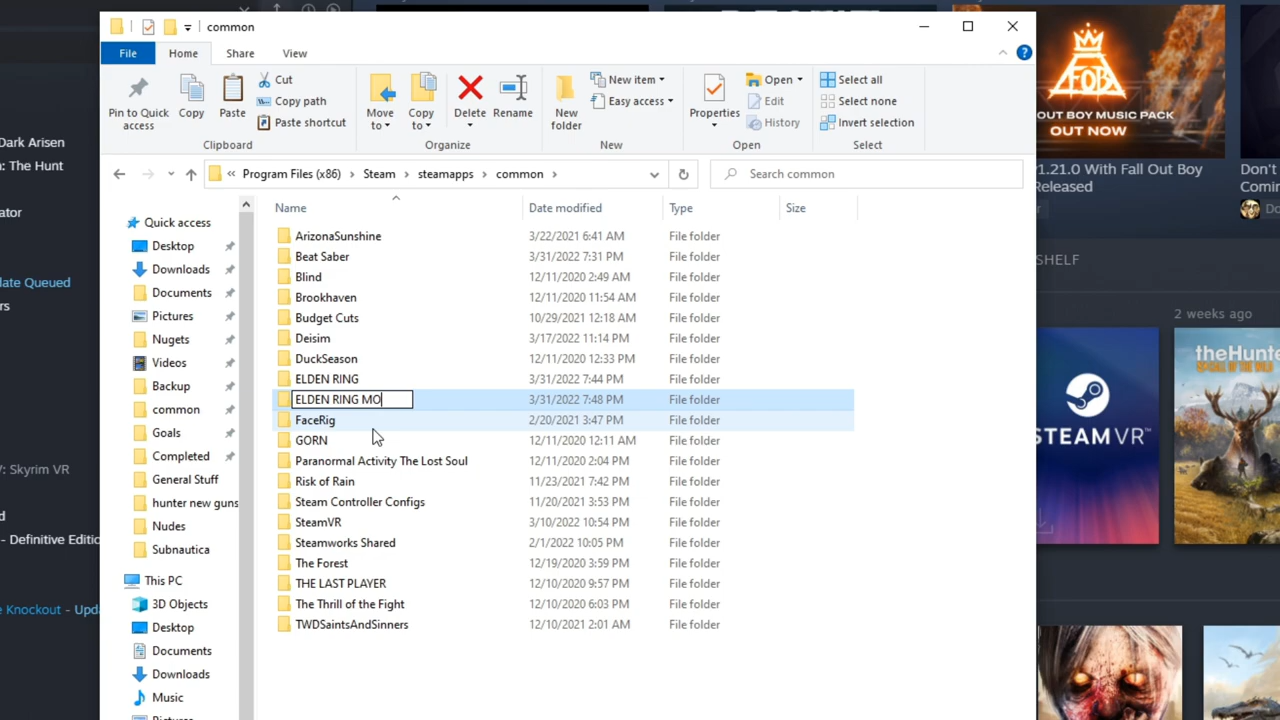 common
File
Home
Share
View
Pin to Quick access
Copy
Paste
Cut
Copy path
Paste shortcut
Clipboard
Move to
Copy to
Delete
Rename
Organize
New folder
New item
Easy access
New
Properties
Open
Edit
History
Open
Select all
Select none
Invert selection
Select
Program Files (x86) > Steam > steamapps > common >
Search common
Name Date modified Type Size
Quick access
Desktop
Downloads
Documents
Pictures
Nugets
Videos
Backup
common
Goals
Completed
General Stuff
hunter new guns
Nudes
Subnautica
This PC
3D Objects
Desktop
Documents
Downloads
Music
Pictures
ArizonaSunshine 3/22/2021 6:41 AM File folder
Beat Saber 3/31/2022 7:31 PM File folder
Blind 12/11/2020 2:49 AM File folder
Brookhaven 12/11/2020 11:54 AM File folder
Budget Cuts 10/29/2021 12:18 AM File folder
Deisim 3/17/2022 11:14 PM File folder
DuckSeason 12/11/2020 12:33 PM File folder
ELDEN RING 3/31/2022 7:44 PM File folder
ELDEN RING MO 3/31/2022 7:48 PM File folder
FaceRig 2/20/2021 3:47 PM File folder
GORN 12/11/2020 12:11 AM File folder
Paranormal Activity The Lost Soul 12/11/2020 2:04 PM File folder
Risk of Rain 11/23/2021 7:42 PM File folder
Steam Controller Configs 11/20/2021 3:53 PM File folder
SteamVR 3/10/2022 10:54 PM File folder
Steamworks Shared 2/1/2022 10:05 PM File folder
The Forest 12/19/2020 3:59 PM File folder
THE LAST PLAYER 12/10/2020 9:57 PM File folder
The Thrill of the Fight 12/10/2020 6:03 PM File folder
TWDSaintsAndSinners 12/10/2021 2:01 AM File folder
Dark Arisen
: The Hunt
ator
late Queued
rs
: Skyrim VR
d
- Definitive Editio
e Knockout - Upda
FOB
OUT BOY MUSIC PACK
OUT NOW
1.21.0 With Fall Out Boy
Released
Don't
Comin
SHELF
2 weeks ago
STEAM VR™
theHunte